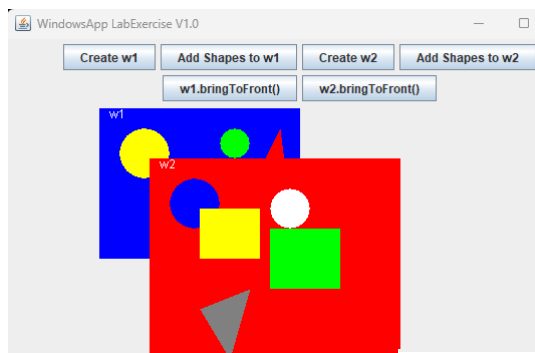 WindowsApp LabExercise V1.0
Create w1 Add Shapes to w1 Create w2 Add Shapes to w2
w1.bringToFront() w2.bringToFront()
w1
w2